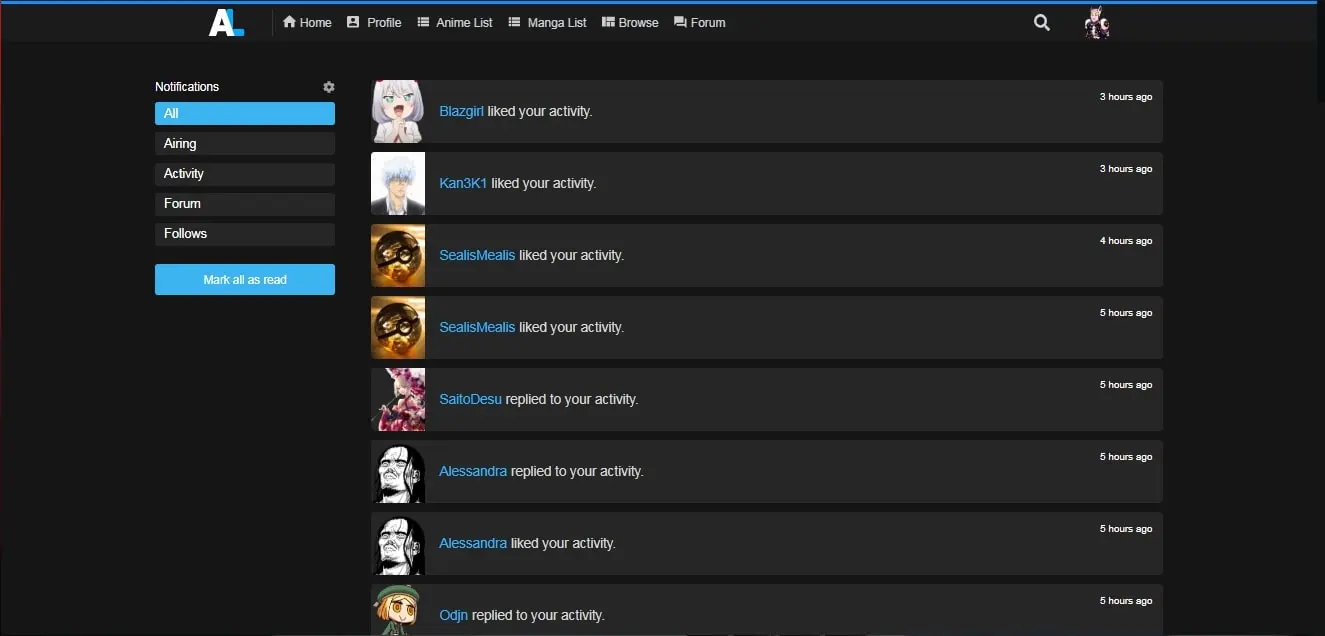 AL
Home
Profile
Anime List
Manga List
Browse
Forum
Notifications
All
Airing
Activity
Forum
Follows
Mark all as read
Blazgirl liked your activity.
3 hours ago
Kan3K1 liked your activity.
3 hours ago
SealisMealis liked your activity.
4 hours ago
SealisMealis liked your activity.
5 hours ago
SaitoDesu replied to your activity.
5 hours ago
Alessandra replied to your activity.
5 hours ago
Alessandra liked your activity.
5 hours ago
Odjn replied to your activity.
5 hours ago